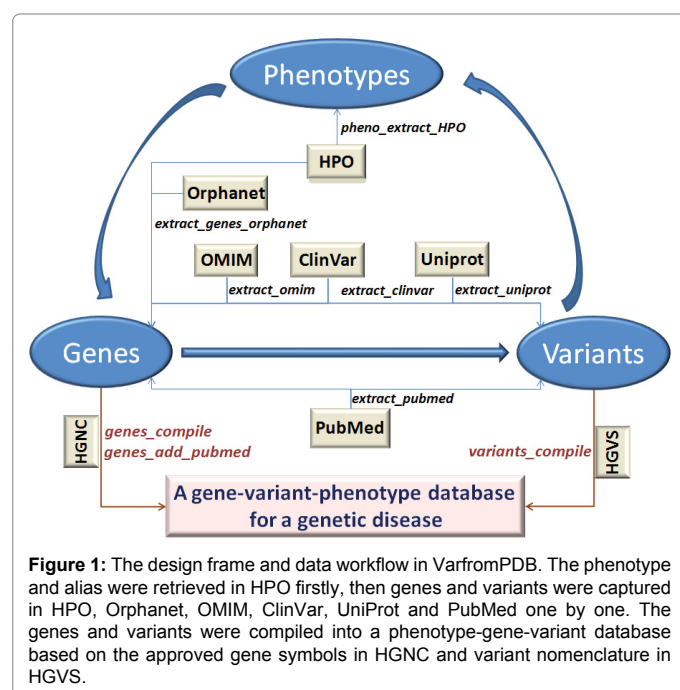 Phenotypes
pheno_extract_HPO
HPO
Orphanet
extract_genes_orphanet
OMIM
ClinVar
Uniprot
extract_omim
extract_clinvar
extract_uniprot
Genes
Variants
extract_pubmed
PubMed
HGNC
genes_compile
genes_add_pubmed
variants_compile
HGVS
A gene-variant-phenotype database
for a genetic disease
Figure 1: The design frame and data workflow in VarfromPDB. The phenotype
and alias were retrieved in HPO firstly, then genes and variants were captured
in HPO, Orphanet, OMIM, ClinVar, UniProt and PubMed one by one. The
genes and variants were compiled into a phenotype-gene-variant database
based on the approved gene symbols in HGNC and variant nomenclature in
HGVS.